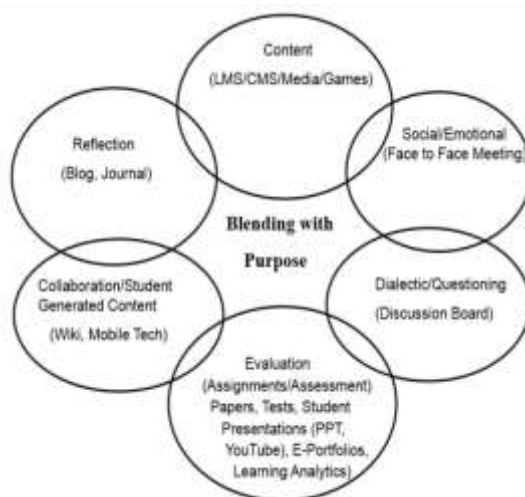 Content
(LMS/CMS/Media/Games)
Social/Emotional
(Face to Face Meeting)
Reflection
(Blog, Journal)
Blending with
Purpose
Collaboration/Student
Generated Content
(Wiki, Mobile Tech)
Dialectic/Questioning
(Discussion Board)
Evaluation
(Assignments/Assessment)
Papers, Tests, Student
Presentations (PPT,
YouTube), E-Portfolios,
Learning Analytics)